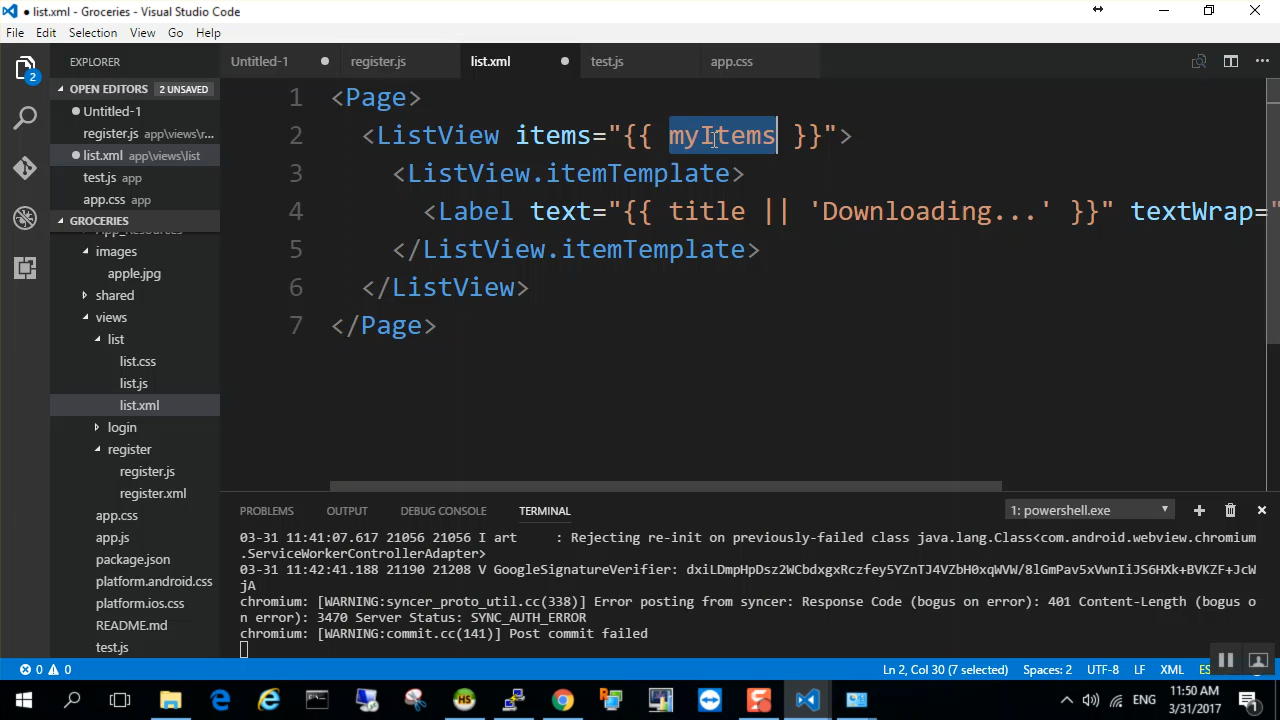 list.xml - Groceries - Visual Studio Code
File Edit Selection View Go Help
EXPLORER
Untitled-1 register.js list.xml test.js app.css
OPEN EDITORS 2 UNSAVED
Untitled-1
register.js app\views\r...
list.xml app\views\list
test.js app
app.css app
GROCERIES
images
apple.jpg
shared
views
list
list.css
list.js
list.xml
login
register
register.js
register.xml
app.css
app.js
package.json
platform.android.css
platform.ios.css
README.md
test.js
2
1 <Page>
2 <ListView items="{{ myItems }}">
3 <ListView.itemTemplate>
4 <Label text="{{ title || 'Downloading...' }}" textWrap="
5 </ListView.itemTemplate>
6 </ListView>
7 </Page>
PROBLEMS OUTPUT DEBUG CONSOLE TERMINAL 1: powershell.exe
03-31 11:41:07.617 21056 21056 I art : Rejecting re-init on previously-failed class java.lang.Class<com.android.webview.chromium
.ServiceWorkerControllerAdapter>
03-31 11:42:41.188 21190 21208 V GoogleSignatureVerifier: dxiLDmpHpDsz2WCbdxgxRczfey5YZnTJ4VZbH0xqWVW/8lGmPav5xVwnIiJS6HXk+BVKZF+JcW
jA
chromium: [WARNING:syncer_proto_util.cc(338)] Error posting from syncer: Response Code (bogus on error): 401 Content-Length (bogus o
n error): 3470 Server Status: SYNC_AUTH_ERROR
chromium: [WARNING:commit.cc(141)] Post commit failed
0 0 Ln 2, Col 30 (7 selected) Spaces: 2 UTF-8 LF XML
ENG 11:50 AM
3/31/2017
1